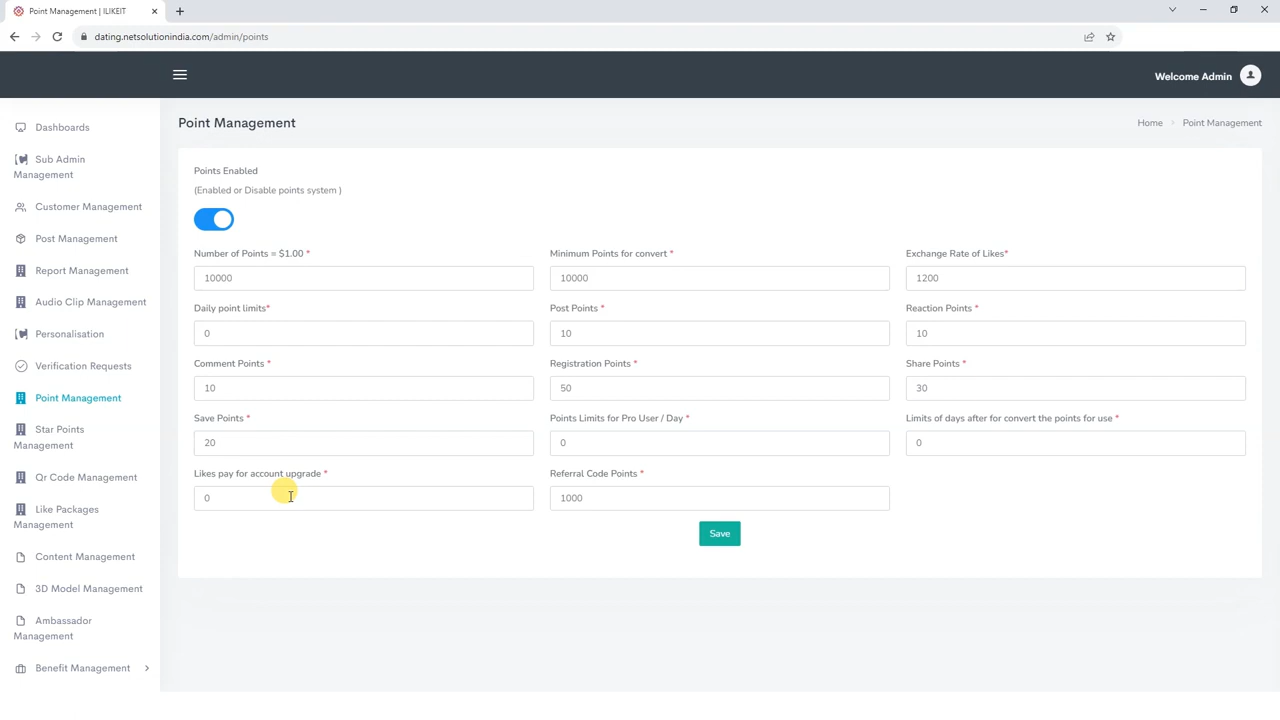 Point Management | ILIKEIT
dating.netsolutionindia.com/admin/points
Welcome Admin
Dashboards
Sub Admin
Management
Customer Management
Post Management
Report Management
Audio Clip Management
Personalisation
Verification Requests
Point Management
Star Points
Management
Qr Code Management
Like Packages
Management
Content Management
3D Model Management
Ambassador
Management
Benefit Management
Point Management
Home > Point Management
Points Enabled
(Enabled or Disable points system )
Number of Points = $1.00 * Minimum Points for convert * Exchange Rate of Likes*
10000 10000 1200
Daily point limits* Post Points * Reaction Points *
0 10 10
Comment Points * Registration Points * Share Points *
10 50 30
Save Points * Points Limits for Pro User / Day * Limits of days after for convert the points for use *
20 0 0
Likes pay for account upgrade * Referral Code Points *
0 1000
Save